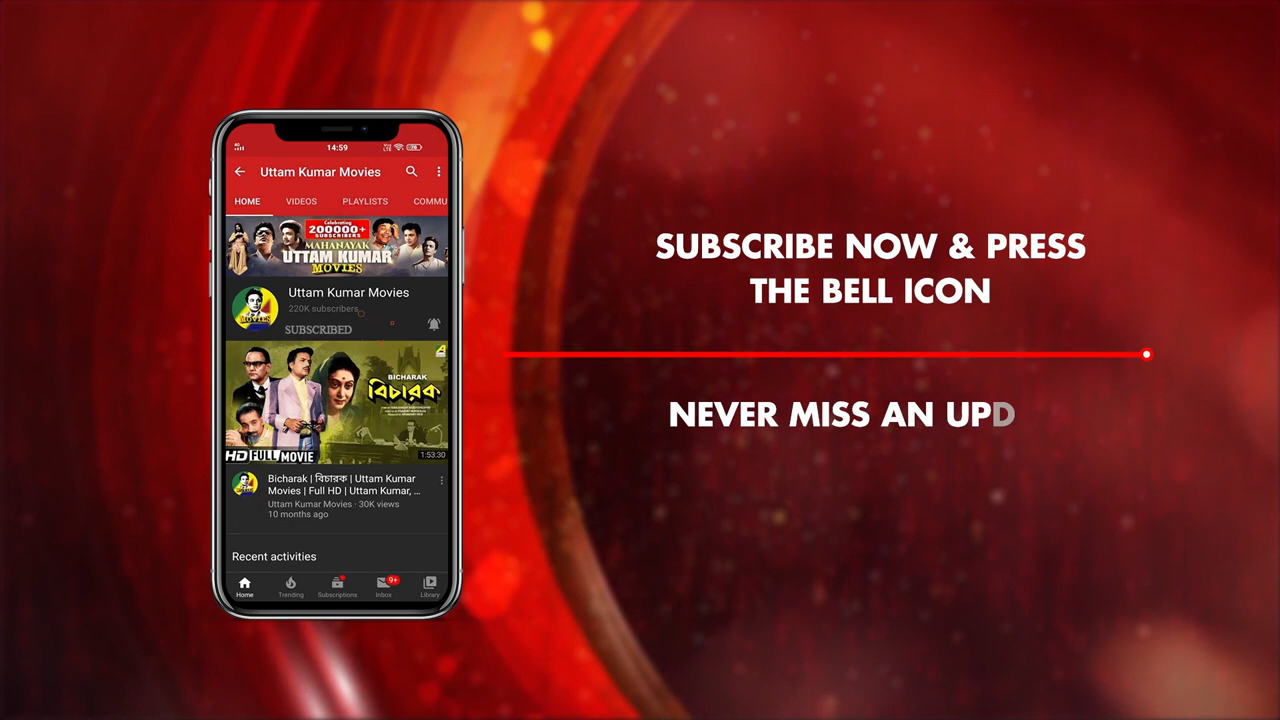 14:59
Uttam Kumar Movies
HOME VIDEOS PLAYLISTS COMMU
Celebrating
200000+
SUBSCRIBERS
MAHANAYAK
UTTAM KUMAR
MOVIES
Uttam Kumar Movies
220K subscribers
SUBSCRIBED
BICHARAK
বিচারক
HD FULL MOVIE
1:53:30
Bicharak | বিচারক | Uttam Kumar
Movies | Full HD | Uttam Kumar, ...
Uttam Kumar Movies · 30K views
10 months ago
Recent activities
9+
Home Trending Subscriptions Inbox Library
SUBSCRIBE NOW & PRESS
THE BELL ICON
NEVER MISS AN UPD